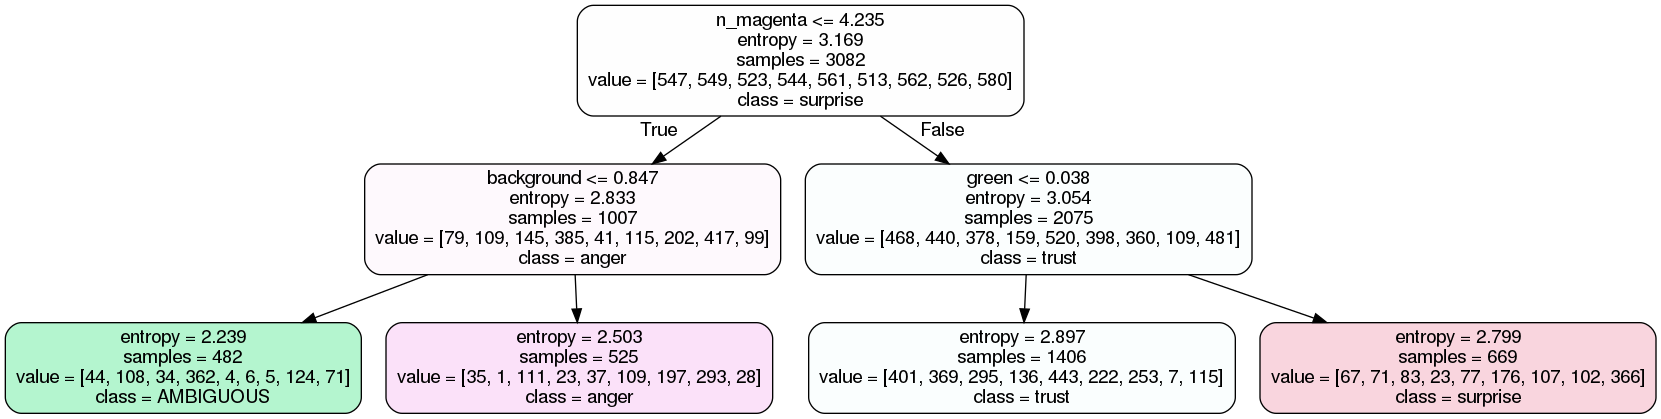 n_magenta <= 4.235
entropy = 3.169
samples = 3082
value = [547, 549, 523, 544, 561, 513, 562, 526, 580]
class = surprise
True
False
background <= 0.847
entropy = 2.833
samples = 1007
value = [79, 109, 145, 385, 41, 115, 202, 417, 99]
class = anger
green <= 0.038
entropy = 3.054
samples = 2075
value = [468, 440, 378, 159, 520, 398, 360, 109, 481]
class = trust
entropy = 2.239
samples = 482
value = [44, 108, 34, 362, 4, 6, 5, 124, 71]
class = AMBIGUOUS
entropy = 2.503
samples = 525
value = [35, 1, 111, 23, 37, 109, 197, 293, 28]
class = anger
entropy = 2.897
samples = 1406
value = [401, 369, 295, 136, 443, 222, 253, 7, 115]
class = trust
entropy = 2.799
samples = 669
value = [67, 71, 83, 23, 77, 176, 107, 102, 366]
class = surprise